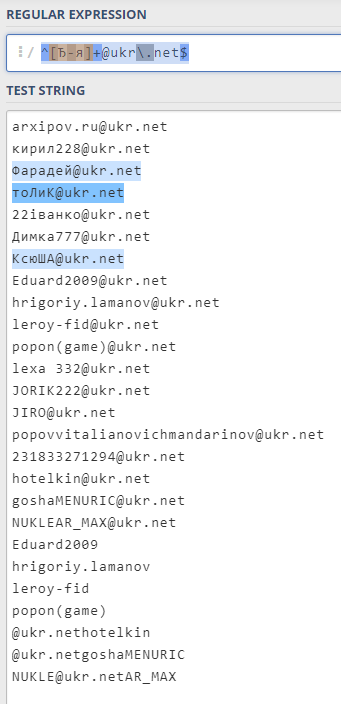 REGULAR EXPRESSION
⁝/ ^[Ђ-я]+@ukr\.net$
TEST STRING
arxipov.ru@ukr.net
кирил228@ukr.net
Фарадей@ukr.net
тоЛиК@ukr.net
22іванко@ukr.net
Димка777@ukr.net
КсюША@ukr.net
Eduard2009@ukr.net
hrigoriy.lamanov@ukr.net
leroy-fid@ukr.net
popon(game)@ukr.net
lexa 332@ukr.net
JORIK222@ukr.net
JIRO@ukr.net
popovvitalianovichmandarinov@ukr.net
231833271294@ukr.net
hotelkin@ukr.net
goshaMENURIC@ukr.net
NUKLEAR_MAX@ukr.net
Eduard2009
hrigoriy.lamanov
leroy-fid
popon(game)
@ukr.nethotelkin
@ukr.netgoshaMENURIC
NUKLE@ukr.netAR_MAX